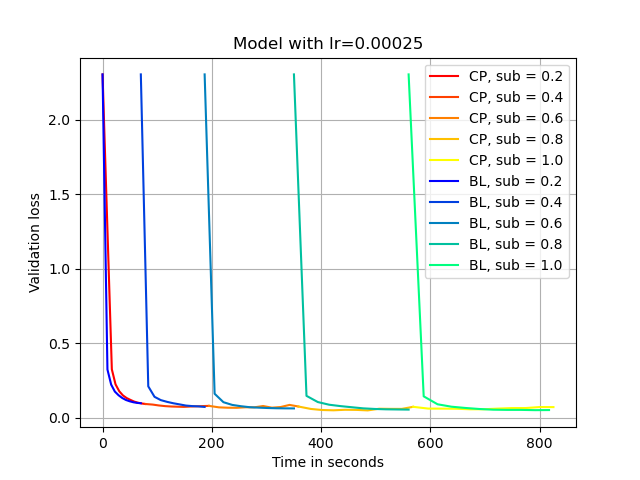 Model with lr=0.00025
CP, sub = 0.2
CP, sub = 0.4
CP, sub = 0.6
CP, sub = 0.8
CP, sub = 1.0
BL, sub = 0.2
BL, sub = 0.4
BL, sub = 0.6
BL, sub = 0.8
BL, sub = 1.0
Validation loss
2.0
1.5
1.0
0.5
0.0
0 200 400 600 800
Time in seconds